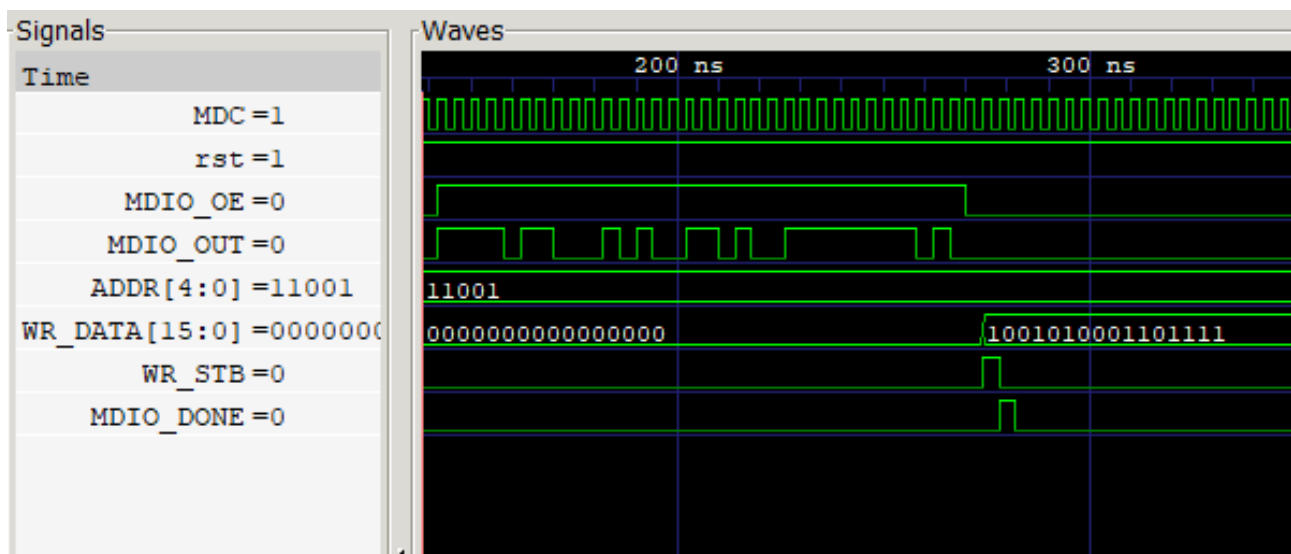 Signals
Time
MDC=1
rst=1
MDIO_OE=0
MDIO_OUT=0
ADDR[4:0]=11001
WR_DATA[15:0]=0000000
WR_STB=0
MDIO_DONE=0
Waves
200 ns 300 ns
11001
0000000000000000 1001010001101111